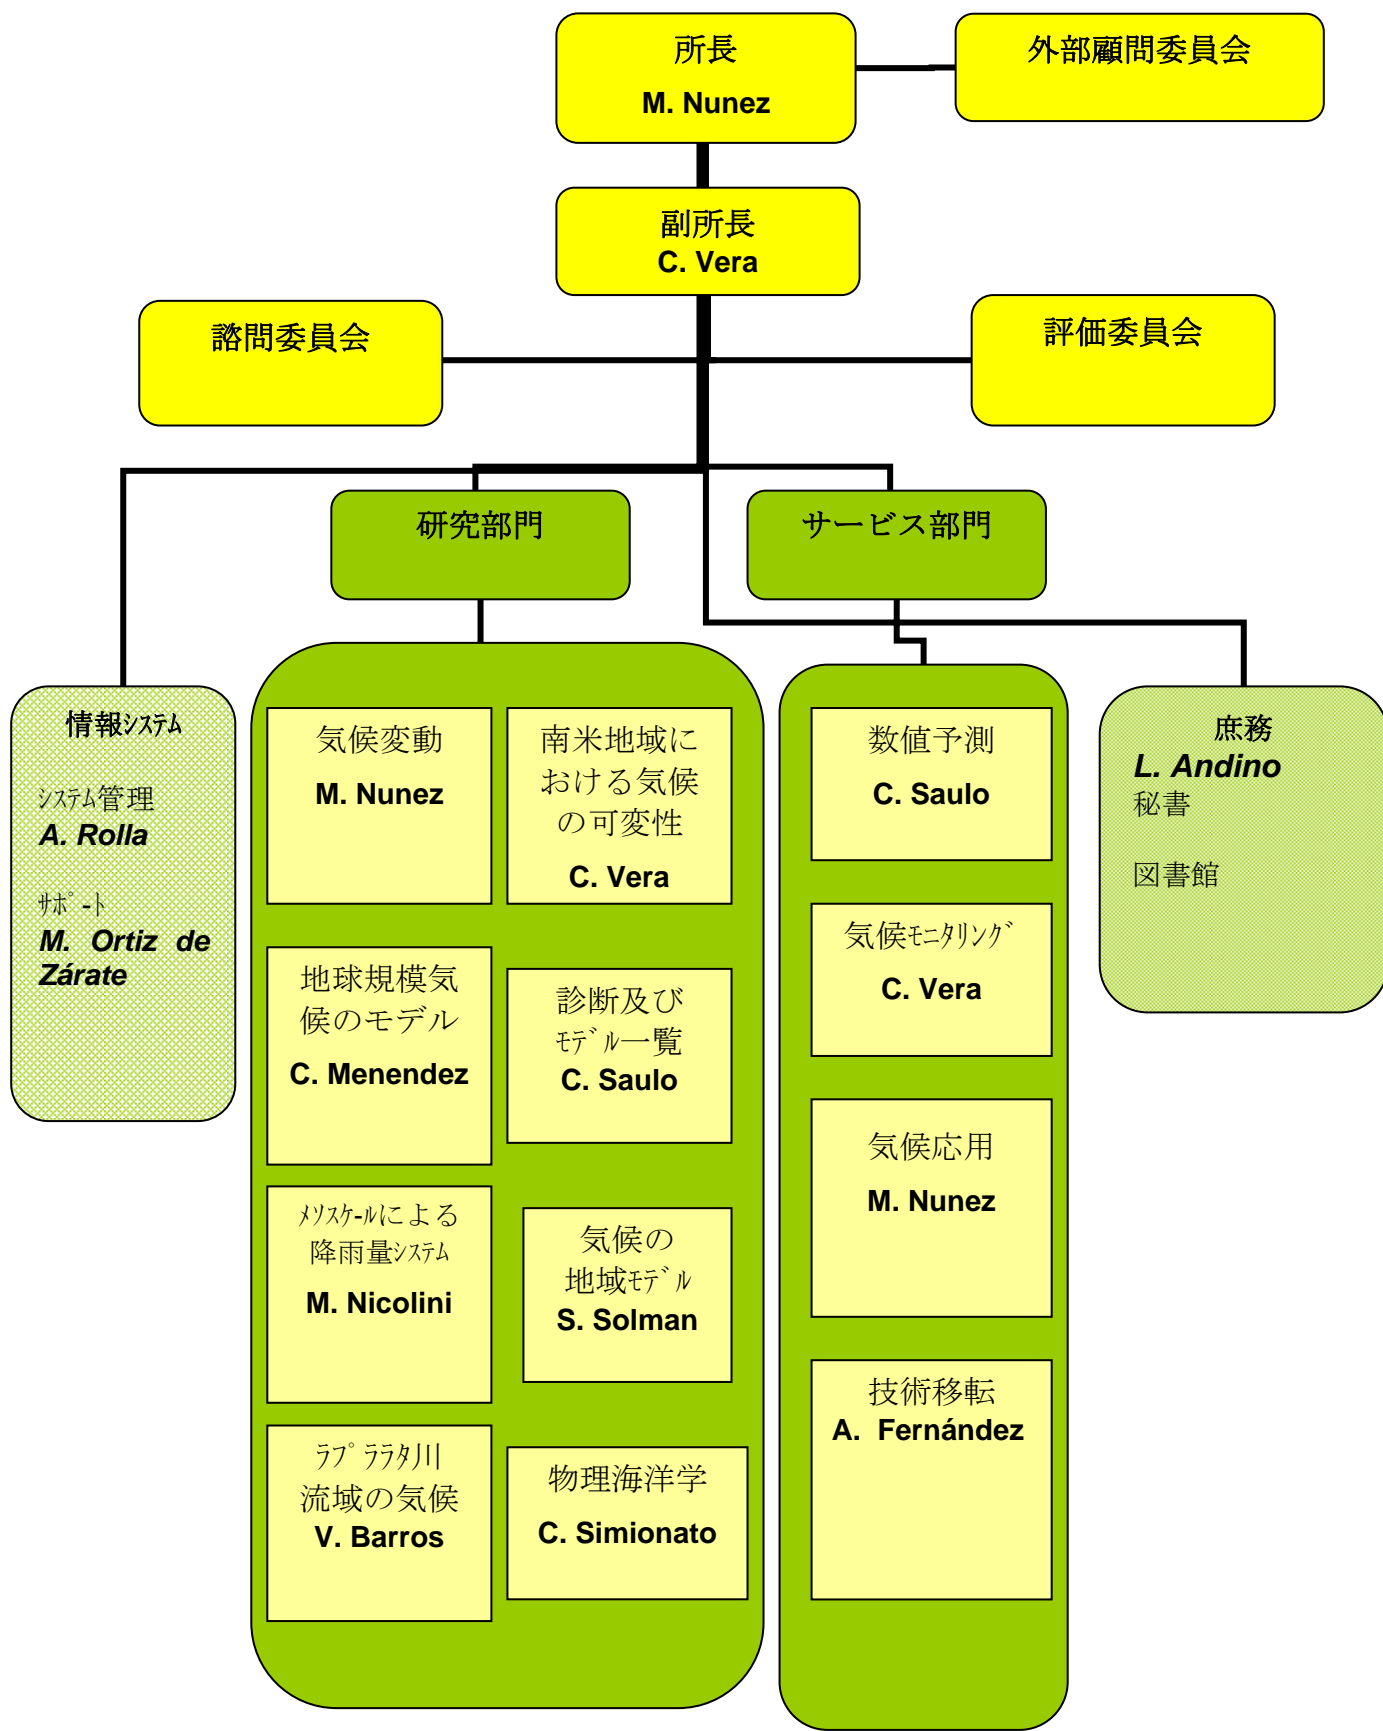 所長
M. Nunez
外部顧問委員会
副所長
C. Vera
諮問委員会
評価委員会
研究部門
サービス部門
情報ｼｽﾃﾑ
ｼｽﾃﾑ管理
A. Rolla
ｻﾎﾟｰﾄ
M. Ortiz de
Zárate
気候変動
M. Nunez
南米地域に
おける気候
の可変性
C. Vera
地球規模気
候のモデル
C. Menendez
診断及び
ﾓﾃﾞﾙ一覧
C. Saulo
ﾒｿｽｹｰﾙによる
降雨量ｼｽﾃﾑ
M. Nicolini
気候の
地域ﾓﾃﾞﾙ
S. Solman
ﾗﾌﾟﾗﾗﾀ川
流域の気候
V. Barros
物理海洋学
C. Simionato
数値予測
C. Saulo
気候ﾓﾆﾀﾘﾝｸﾞ
C. Vera
気候応用
M. Nunez
技術移転
A. Fernández
庶務
L. Andino
秘書
図書館